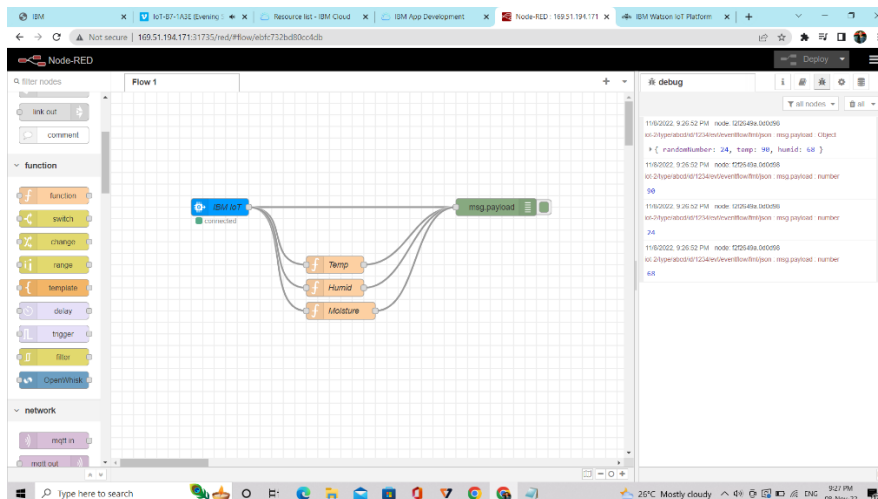 IBM
IoT-B7-1A3E (Evening S
Resource list - IBM Cloud
IBM App Development
Node-RED : 169.51.194.171
IBM Watson IoT Platform
Not secure | 169.51.194.171:31735/red/#flow/ebfc732bd80cc4db
Node-RED
Deploy
filter nodes
Flow 1
debug
all nodes
all
link out
comment
function
function
switch
change
range
template
delay
trigger
filter
OpenWhisk
network
mqtt in
mqtt out
IBM IoT
connected
Temp
Humid
Moisture
msg.payload
11/8/2022, 9:26:52 PM node: f2f2649a.0d0d98
iot-2/type/abcd/id/1234/evt/eventflow/fmt/json : msg.payload : Object
{ randomNumber: 24, temp: 90, humid: 68 }
11/8/2022, 9:26:52 PM node: f2f2649a.0d0d98
iot-2/type/abcd/id/1234/evt/eventflow/fmt/json : msg.payload : number
90
11/8/2022, 9:26:52 PM node: f2f2649a.0d0d98
iot-2/type/abcd/id/1234/evt/eventflow/fmt/json : msg.payload : number
24
11/8/2022, 9:26:52 PM node: f2f2649a.0d0d98
iot-2/type/abcd/id/1234/evt/eventflow/fmt/json : msg.payload : number
68
Type here to search
26°C Mostly cloudy
ENG
9:27 PM
08-Nov-22